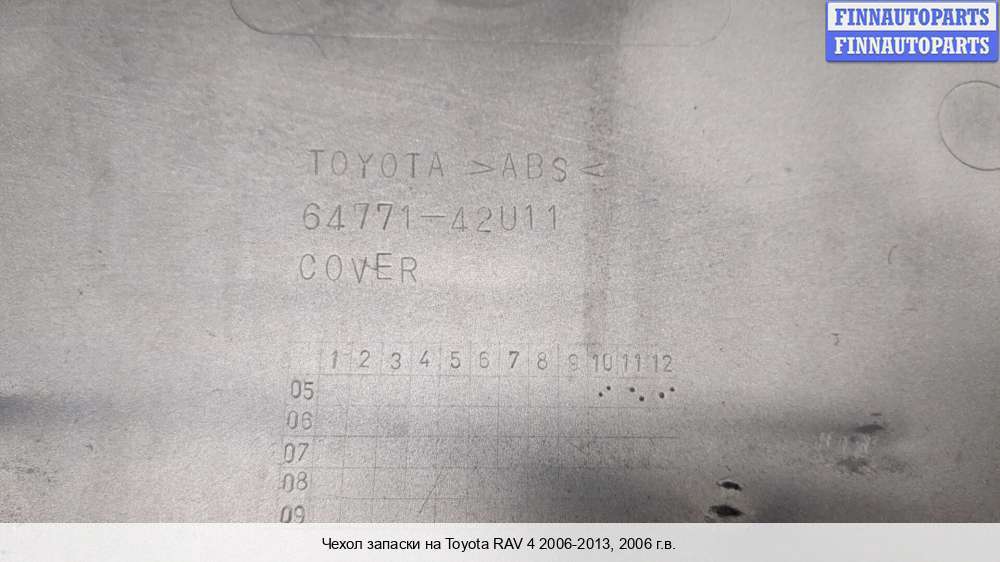 FINNAUTOPARTS
FINNAUTOPARTS
TOYOTA >ABS<
64771-42U11
COVER
1 2 3 4 5 6 7 8 9 10 11 12
05
06
07
08
09
Чехол запаски на Toyota RAV 4 2006-2013, 2006 г.в.